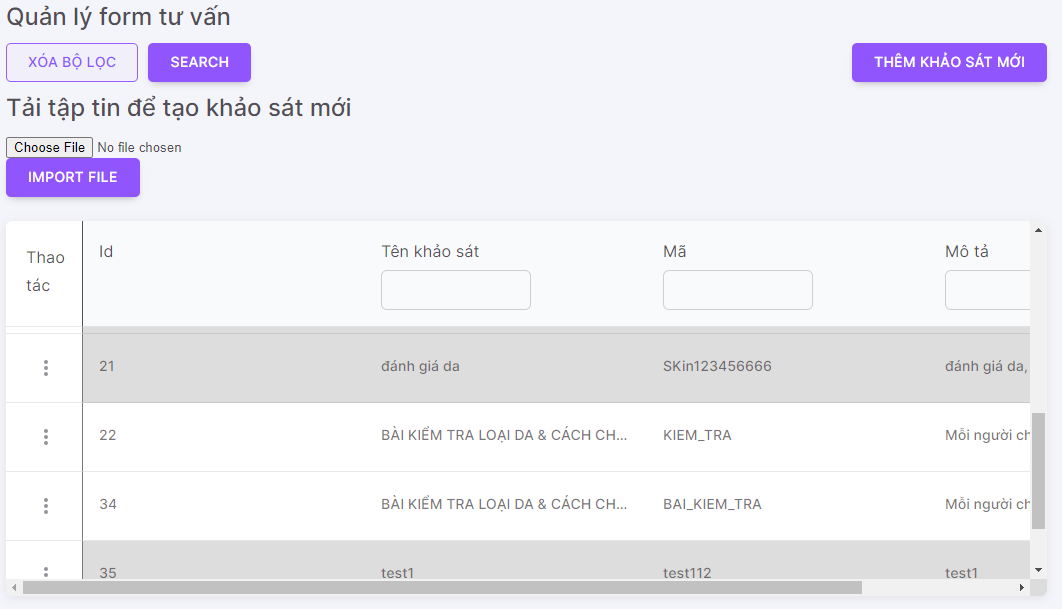 Quản lý form tư vấn
XÓA BỘ LỌC SEARCH THÊM KHẢO SÁT MỚI
Tải tập tin để tạo khảo sát mới
Choose File No file chosen
IMPORT FILE
Thao tác Id Tên khảo sát Mã Mô tả
21 đánh giá da SKin123456666 đánh giá da,
22 BÀI KIỂM TRA LOẠI DA & CÁCH CH... KIEM_TRA Mỗi người ch
34 BÀI KIỂM TRA LOẠI DA & CÁCH CH... BAI_KIEM_TRA Mỗi người ch
35 test1 test112 test1